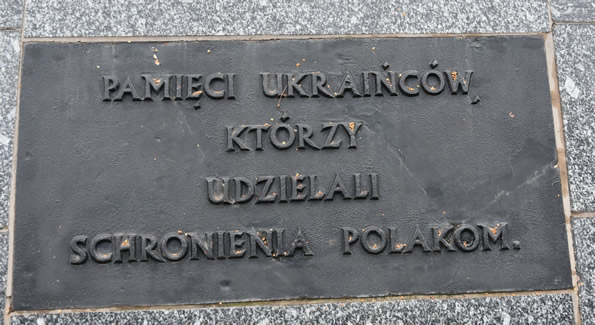 PAMIĘCI UKRAIŃCÓW,
KTÓRZY
UDZIELALI
SCHRONIENIA POLAKOM.